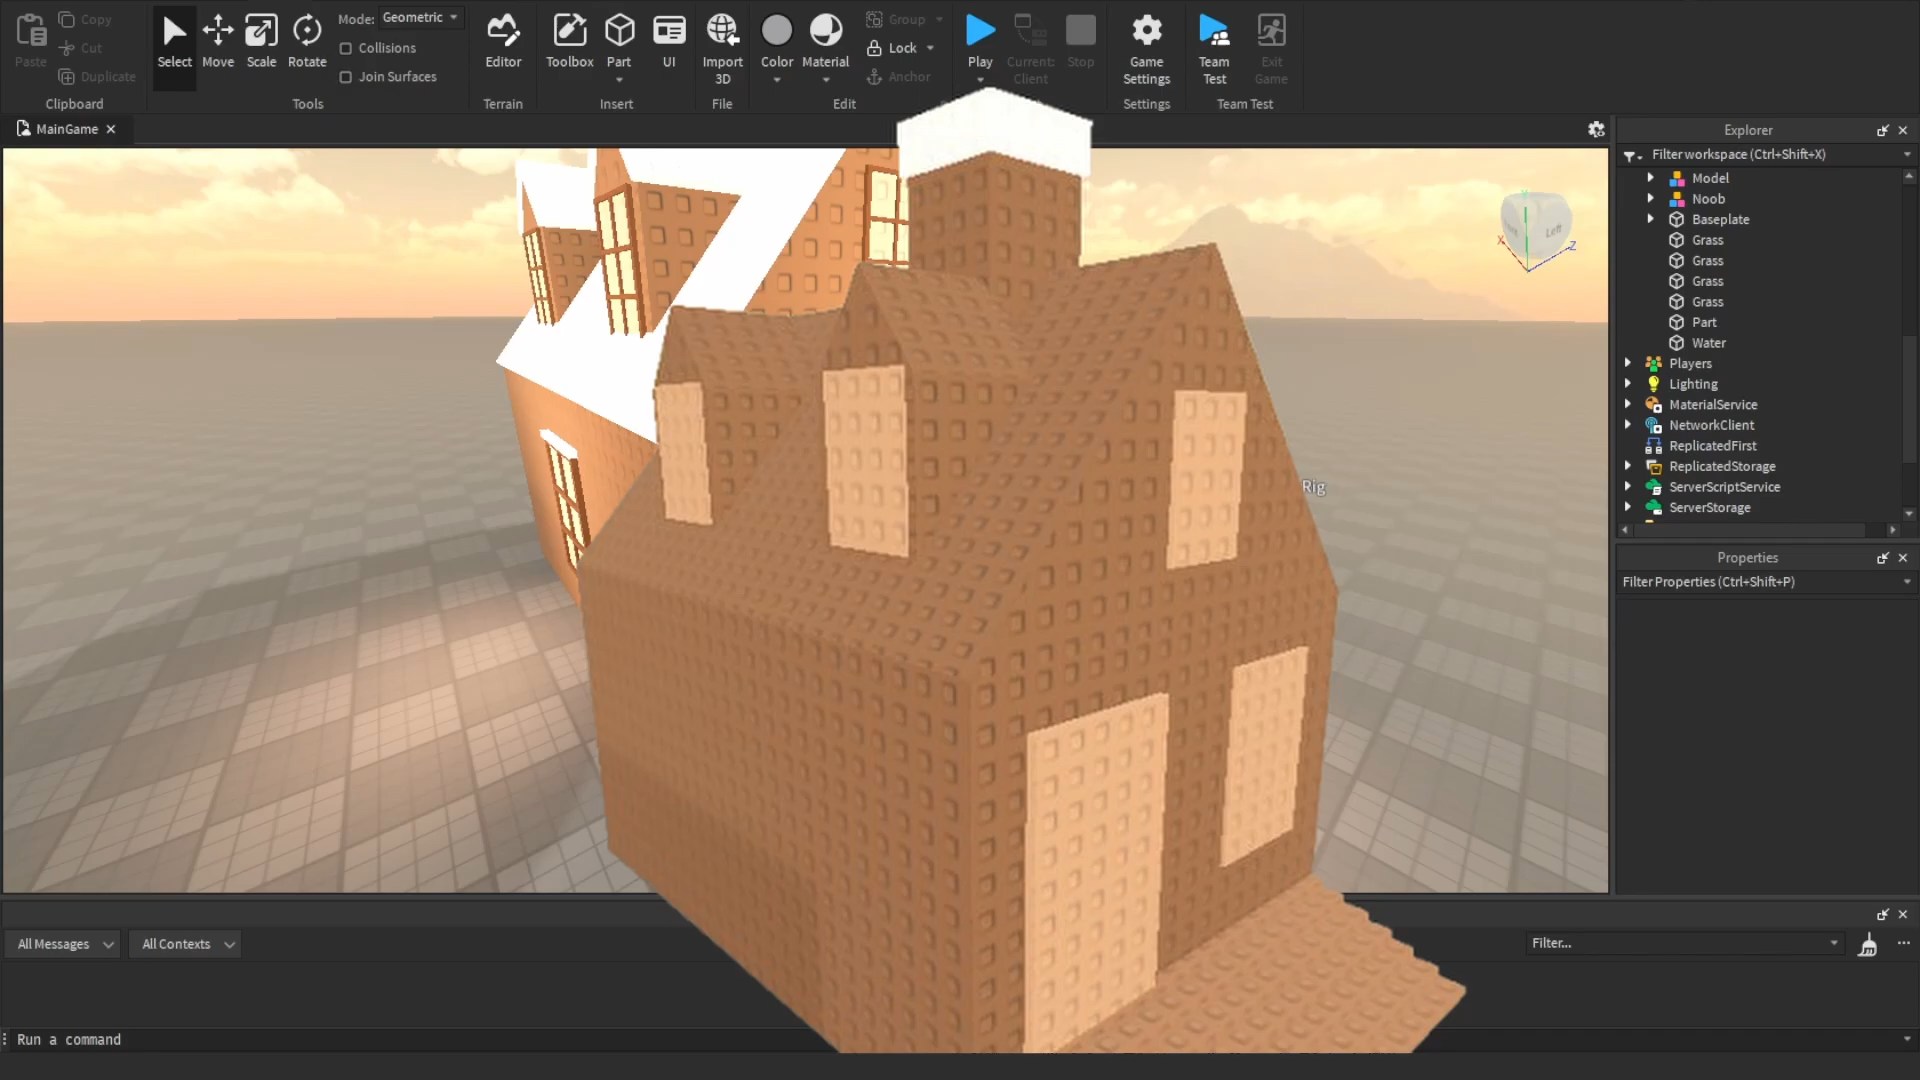 Paste
Copy
Cut
Duplicate
Clipboard
Select
Move
Scale
Rotate
Mode: Geometric
Collisions
Join Surfaces
Tools
Editor
Terrain
Toolbox
Part
UI
Insert
Import
3D
File
Color
Material
Group
Lock
Anchor
Edit
Play
Current:
Client
Stop
Game
Settings
Settings
Team
Test
Exit
Game
Team Test
MainGame
Explorer
Filter workspace (Ctrl+Shift+X)
Model
Noob
Baseplate
Grass
Grass
Grass
Grass
Part
Water
Players
Lighting
MaterialService
NetworkClient
ReplicatedFirst
ReplicatedStorage
ServerScriptService
ServerStorage
Y
Left
X
Z
Rig
Properties
Filter Properties (Ctrl+Shift+P)
All Messages
All Contexts
Filter...
Run a command